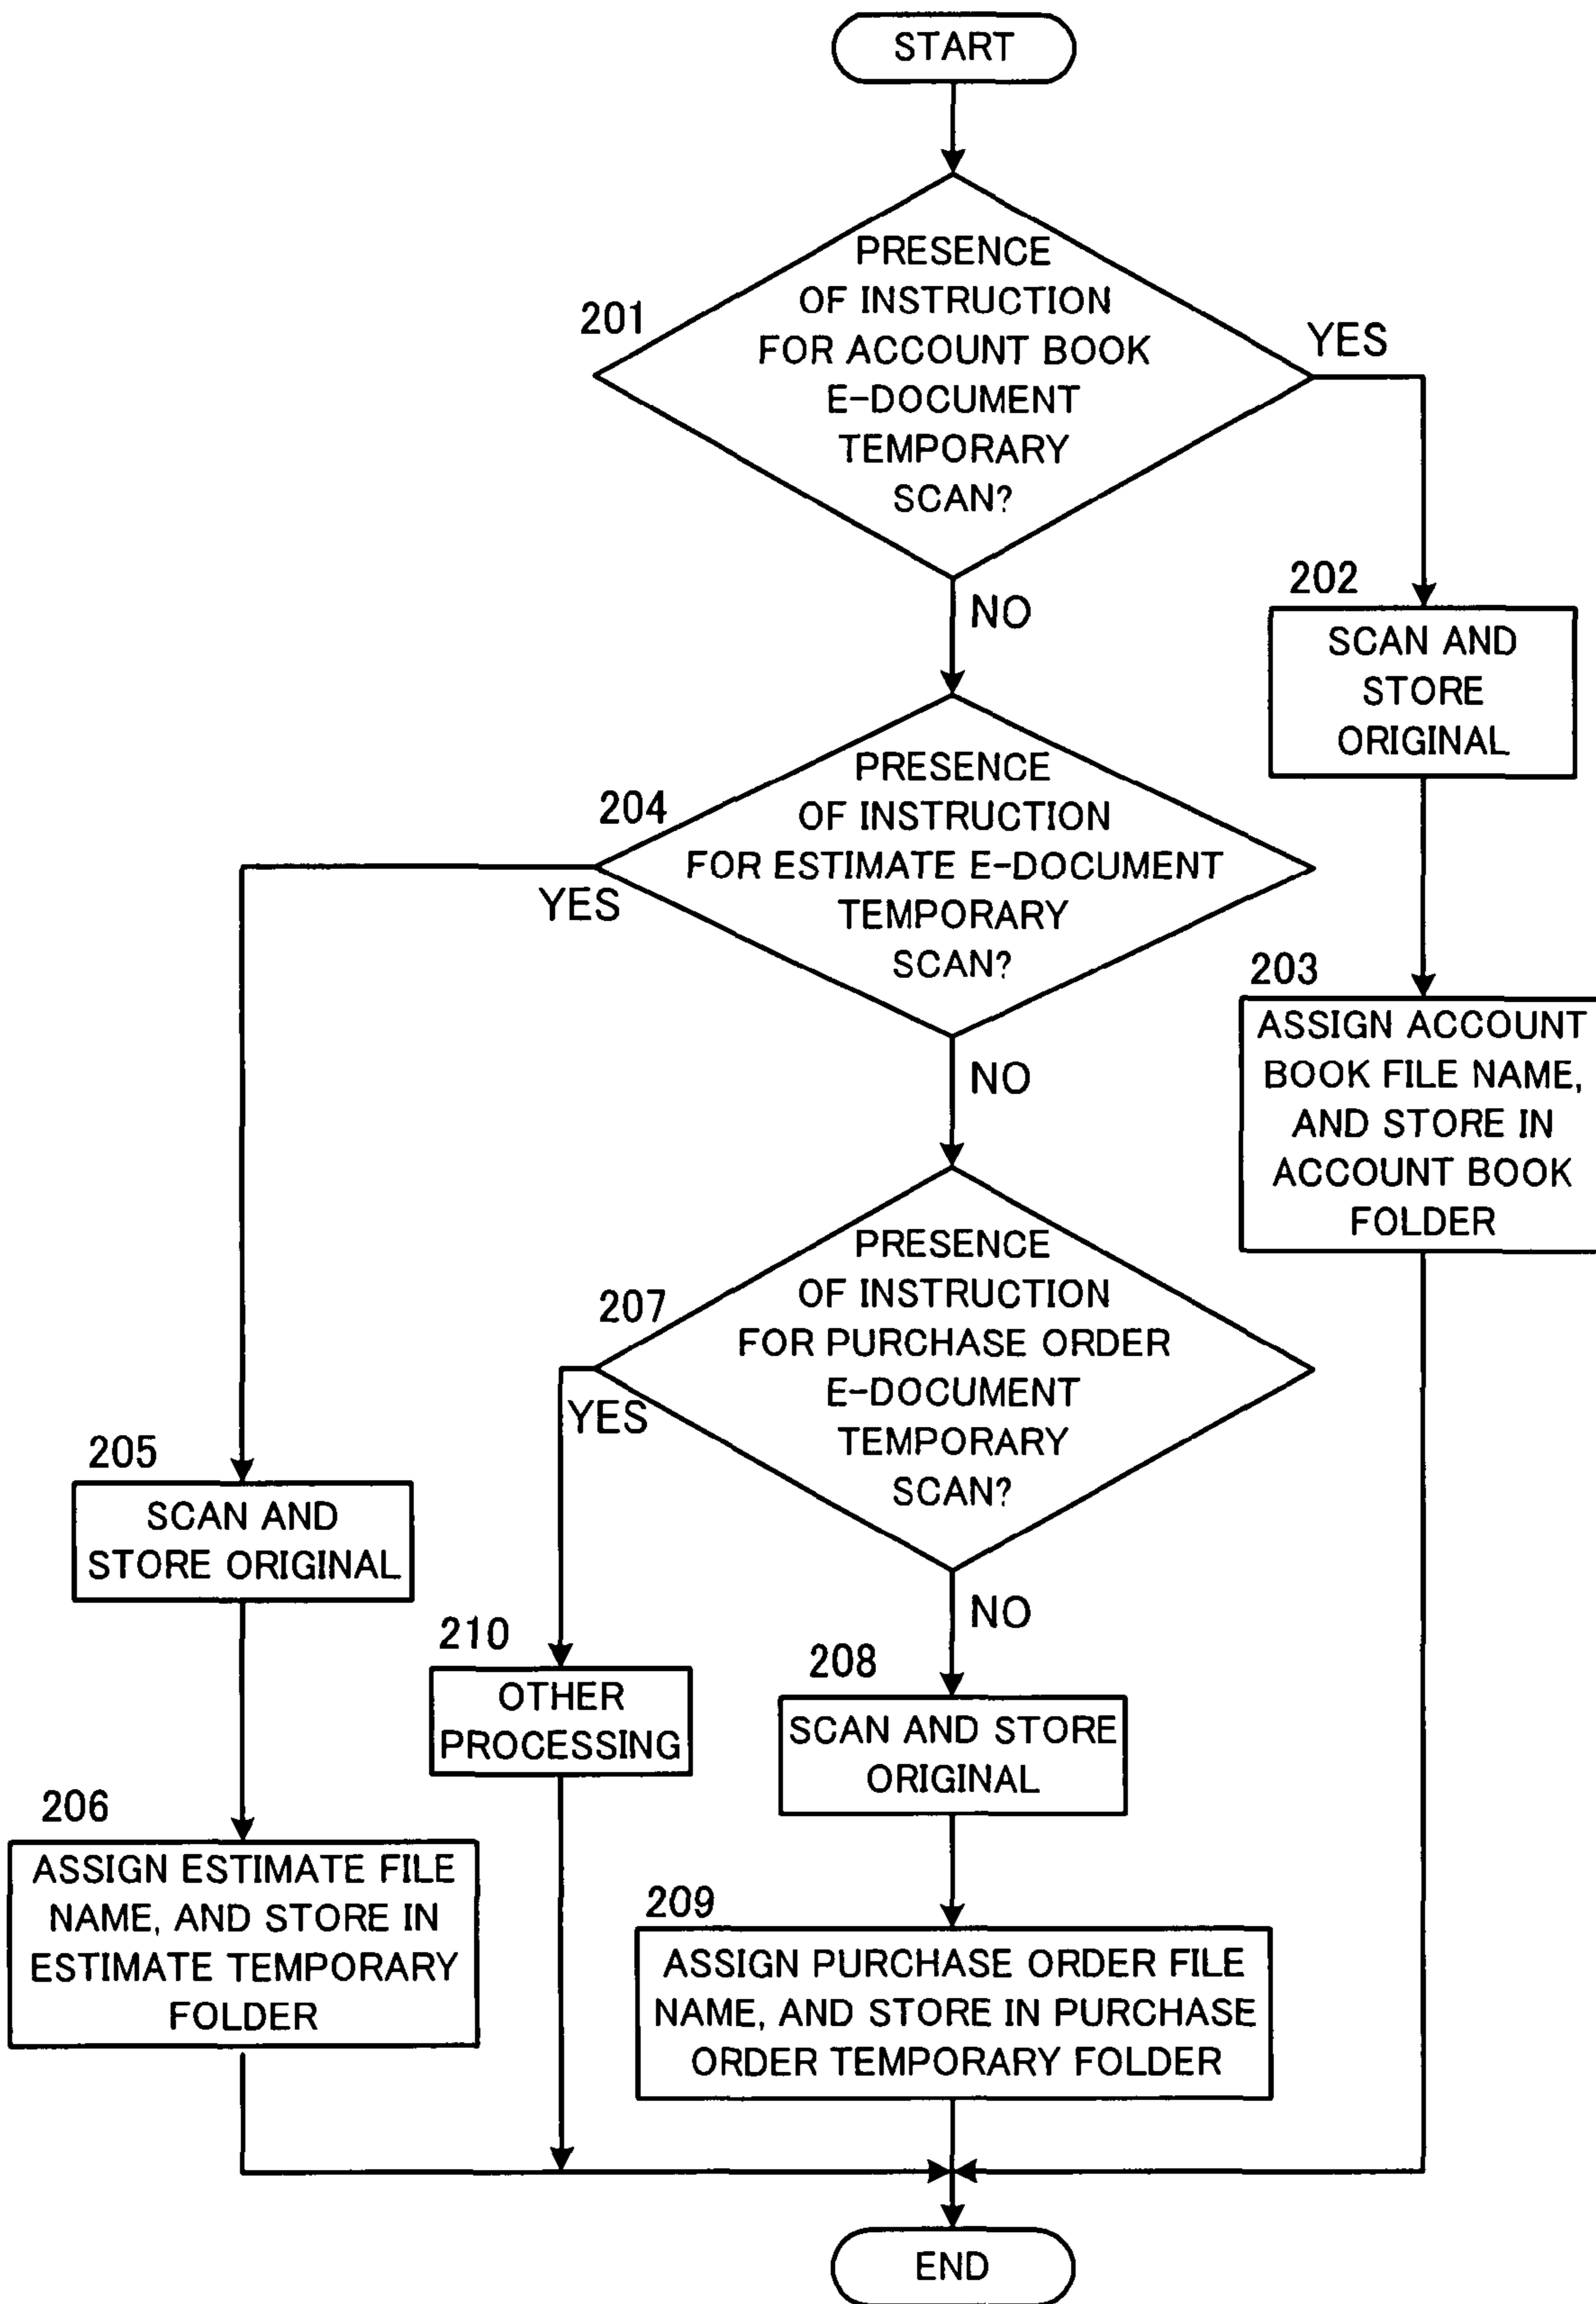 START
201
PRESENCE
OF INSTRUCTION
FOR ACCOUNT BOOK
E-DOCUMENT
TEMPORARY
SCAN?
YES
NO
202
SCAN AND
STORE
ORIGINAL
203
ASSIGN ACCOUNT
BOOK FILE NAME,
AND STORE IN
ACCOUNT BOOK
FOLDER
204
PRESENCE
OF INSTRUCTION
FOR ESTIMATE E-DOCUMENT
TEMPORARY
SCAN?
YES
NO
205
SCAN AND
STORE ORIGINAL
206
ASSIGN ESTIMATE FILE
NAME, AND STORE IN
ESTIMATE TEMPORARY
FOLDER
207
PRESENCE
OF INSTRUCTION
FOR PURCHASE ORDER
E-DOCUMENT
TEMPORARY
SCAN?
YES
NO
210
OTHER
PROCESSING
208
SCAN AND STORE
ORIGINAL
209
ASSIGN PURCHASE ORDER FILE
NAME, AND STORE IN PURCHASE
ORDER TEMPORARY FOLDER
END